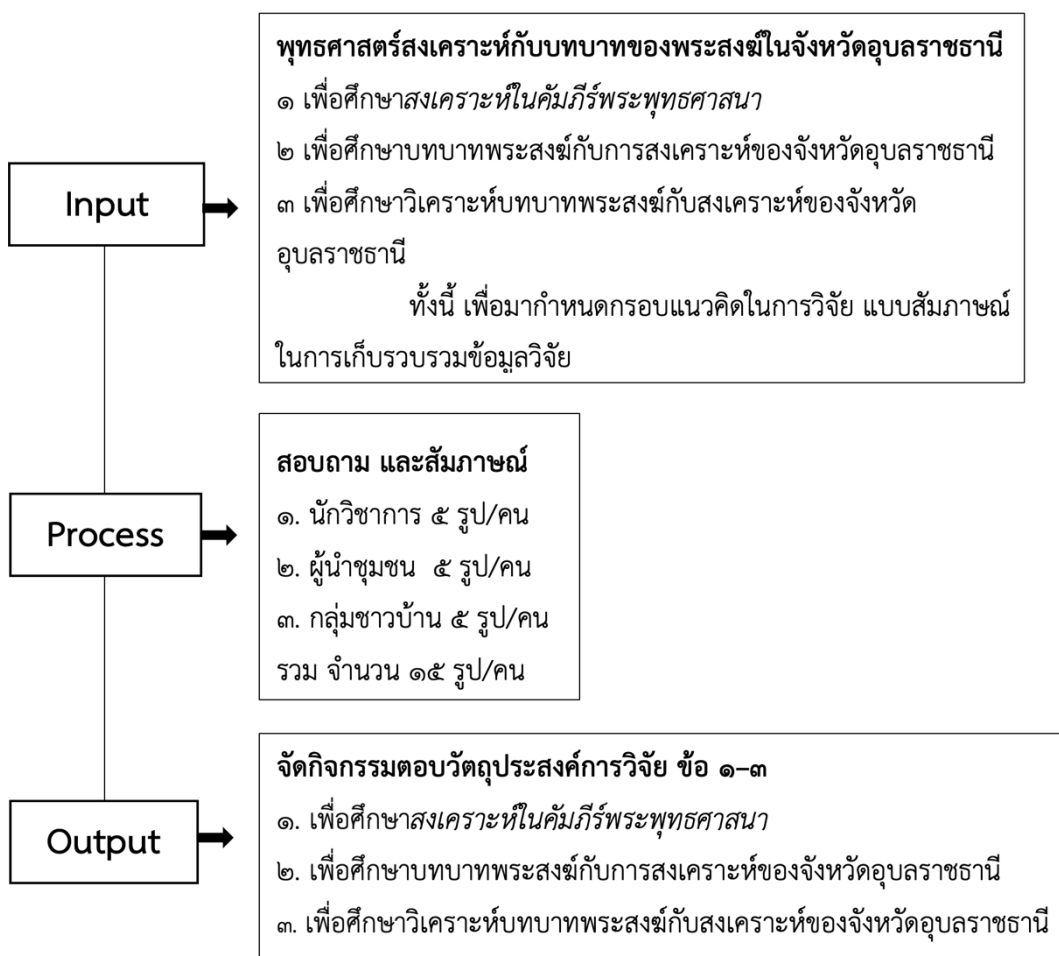 พุทธศาสตร์สงเคราะห์กับบทบาทของพระสงฆ์ในจังหวัดอุบลราชธานี
๑ เพื่อศึกษาสงเคราะห์ในคัมภีร์พระพุทธศาสนา
๒ เพื่อศึกษาบทบาทพระสงฆ์กับการสงเคราะห์ของจังหวัดอุบลราชธานี
Input
๓ เพื่อศึกษาวิเคราะห์บทบาทพระสงฆ์กับสงเคราะห์ของจังหวัด
อุบลราชธานี
ทั้งนี้ เพื่อมากำหนดกรอบแนวคิดในการวิจัย แบบสัมภาษณ์
ในการเก็บรวบรวมข้อมูลวิจัย
สอบถาม และสัมภาษณ์
๑. นักวิชาการ ๕ รูป/คน
Process
๒. ผู้นำชุมชน ๕ รูป/คน
๓. กลุ่มชาวบ้าน ๕ รูป/คน
รวม จำนวน ๑๕ รูป/คน
จัดกิจกรรมตอบวัตถุประสงค์การวิจัย ข้อ ๑-๓
๑. เพื่อศึกษาสงเคราะห์ในคัมภีร์พระพุทธศาสนา
Output
๒. เพื่อศึกษาบทบาทพระสงฆ์กับการสงเคราะห์ของจังหวัดอุบลราชธานี
๓. เพื่อศึกษาวิเคราะห์บทบาทพระสงฆ์กับสงเคราะห์ของจังหวัดอุบลราชธานี